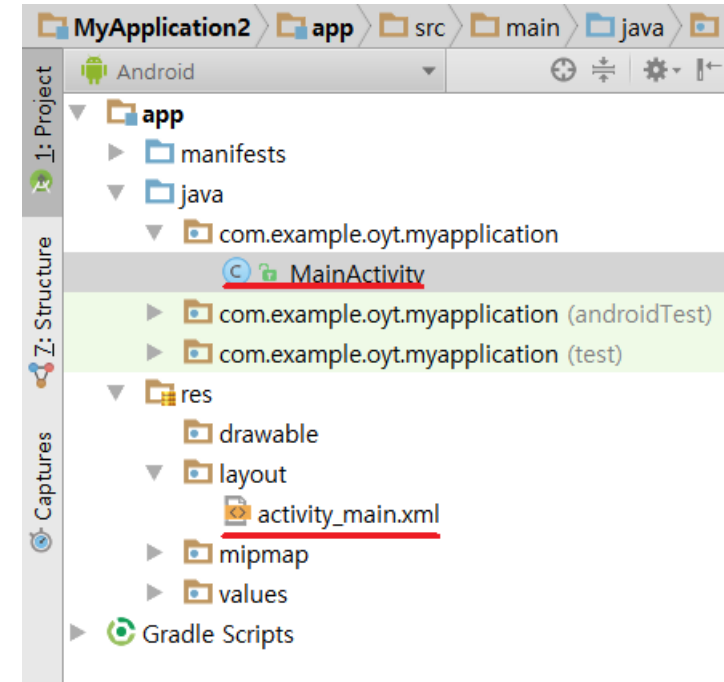 MyApplication2 app src main java
Android
1: Project
app
manifests
java
com.example.oyt.myapplication
MainActivity
com.example.oyt.myapplication (androidTest)
com.example.oyt.myapplication (test)
res
drawable
layout
activity_main.xml
mipmap
values
Gradle Scripts
7: Structure
Captures